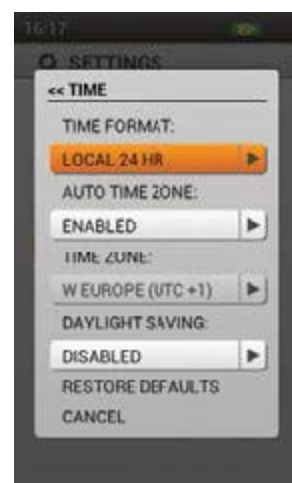 16:17
SETTINGS
<< TIME
TIME FORMAT:
LOCAL 24 HR
AUTO TIME ZONE:
ENABLED
TIME ZONE:
W EUROPE (UTC +1)
DAYLIGHT SAVING:
DISABLED
RESTORE DEFAULTS
CANCEL